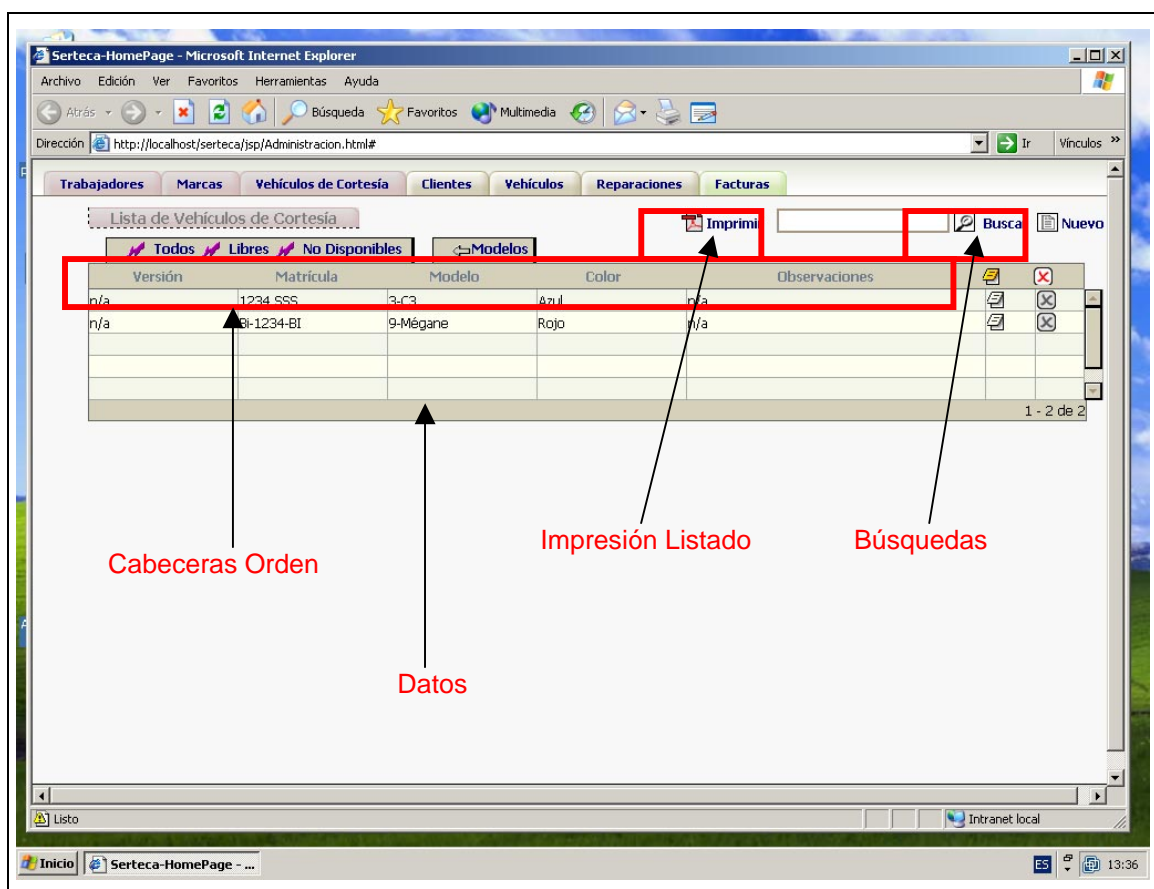 Serteca-HomePage - Microsoft Internet Explorer
Archivo Edición Ver Favoritos Herramientas Ayuda
Atrás Búsqueda Favoritos Multimedia
Dirección http://localhost/serteca/jsp/Administracion.html# Ir Vínculos »
Trabajadores Marcas Vehículos de Cortesía Clientes Vehículos Reparaciones Facturas
Lista de Vehículos de Cortesía Imprimir Buscar Nuevo
Todos Libres No Disponibles Modelos
Versión Matrícula Modelo Color Observaciones
n/a 1234 SSS 3-C3 Azul n/a
n/a Bi-1234-BI 9-Mégane Rojo n/a
1 - 2 de 2
Impresión Listado Búsquedas
Cabeceras Orden
Datos
Listo Intranet local
Inicio Serteca-HomePage - ... ES 13:36